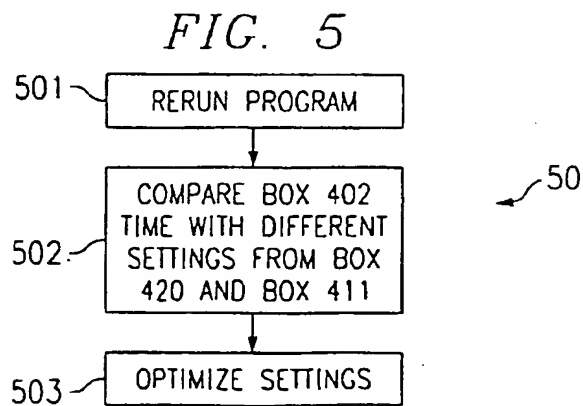 FIG. 5
501
RERUN PROGRAM
50
COMPARE BOX 402
TIME WITH DIFFERENT
SETTINGS FROM BOX
420 AND BOX 411
502
503
OPTIMIZE SETTINGS